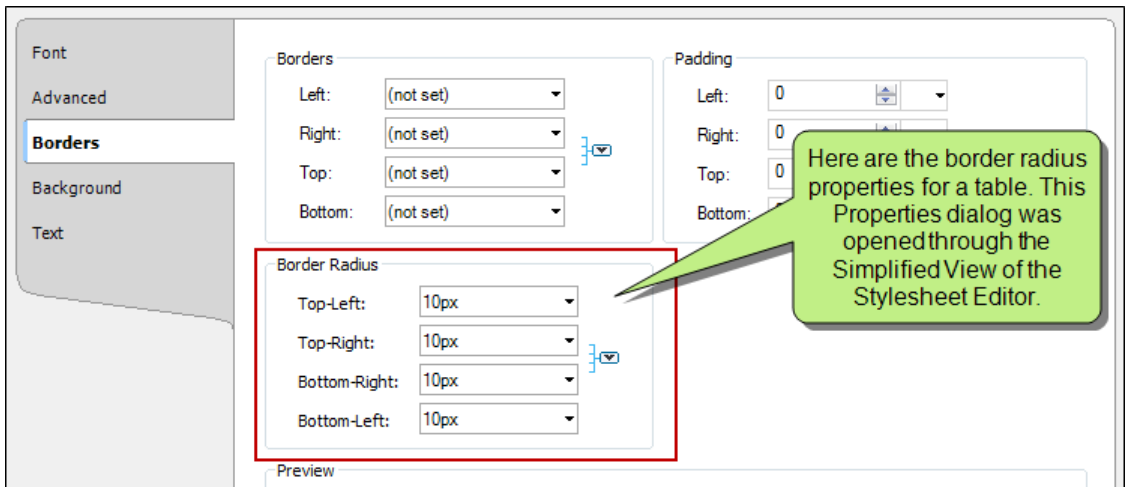 Font
Advanced
Borders
Background
Text
Borders
Left: (not set)
Right: (not set)
Top: (not set)
Bottom: (not set)
Padding
Left: 0
Right: 0
Top: 0
Bottom:
Here are the border radius
properties for a table. This
Properties dialog was
opened through the
Simplified View of the
Stylesheet Editor.
Border Radius
Top-Left: 10px
Top-Right: 10px
Bottom-Right: 10px
Bottom-Left: 10px
Preview